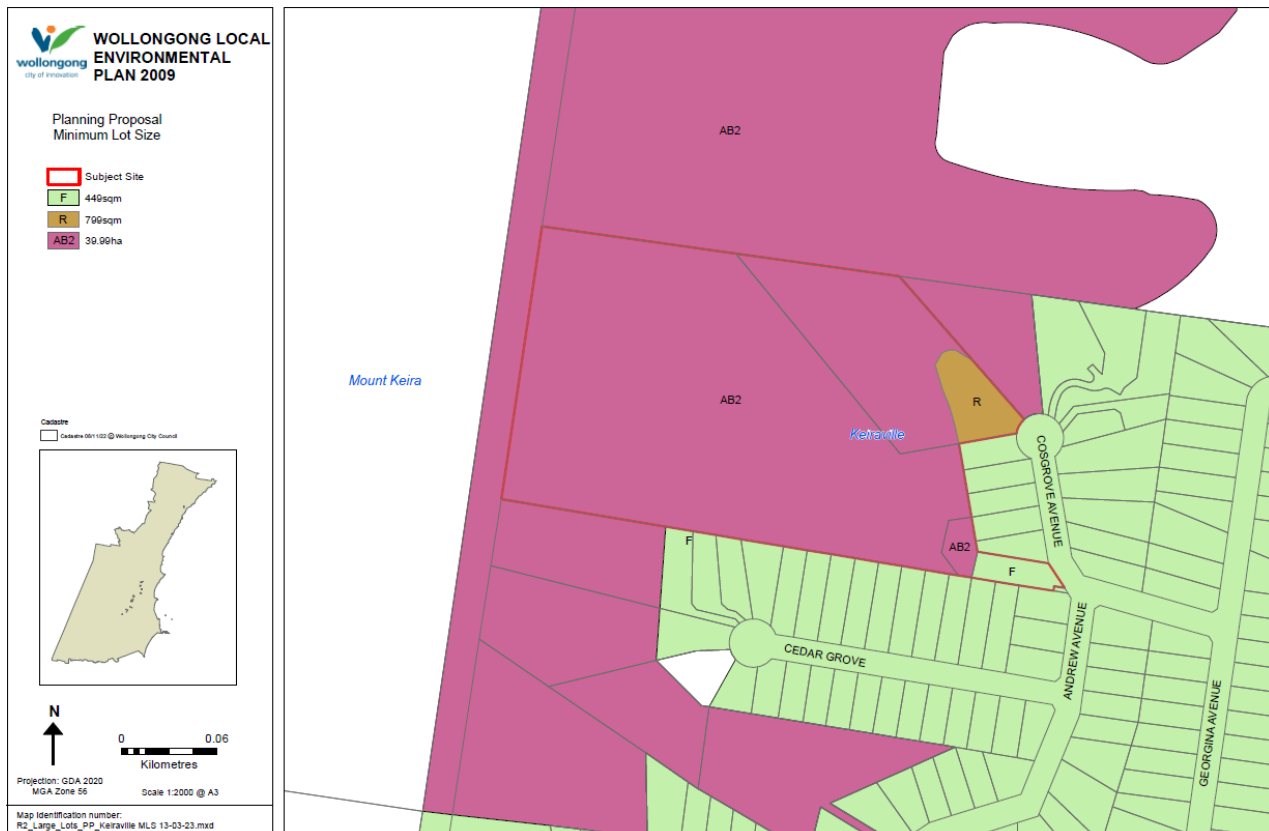 wollongong
city of innovation
WOLLONGONG LOCAL
ENVIRONMENTAL
PLAN 2009
Planning Proposal
Minimum Lot Size
Subject Site
F 449sqm
R 799sqm
AB2 39.99ha
Cadastre
Cadastre 08/11/22 @ Wollongong City Council
N
0 0.06
Kilometres
Projection: GDA 2020
MGA Zone 56
Scale 1:2000 @ A3
Map Identification number:
R2_Large_Lots_PP_Keiraville MLS 13-03-23.mxd
AB2
Mount Keira
AB2
R
Keiraville
COSGROVE AVENUE
F
AB2
F
CEDAR GROVE
ANDREW AVENUE
GEORGINA AVENUE